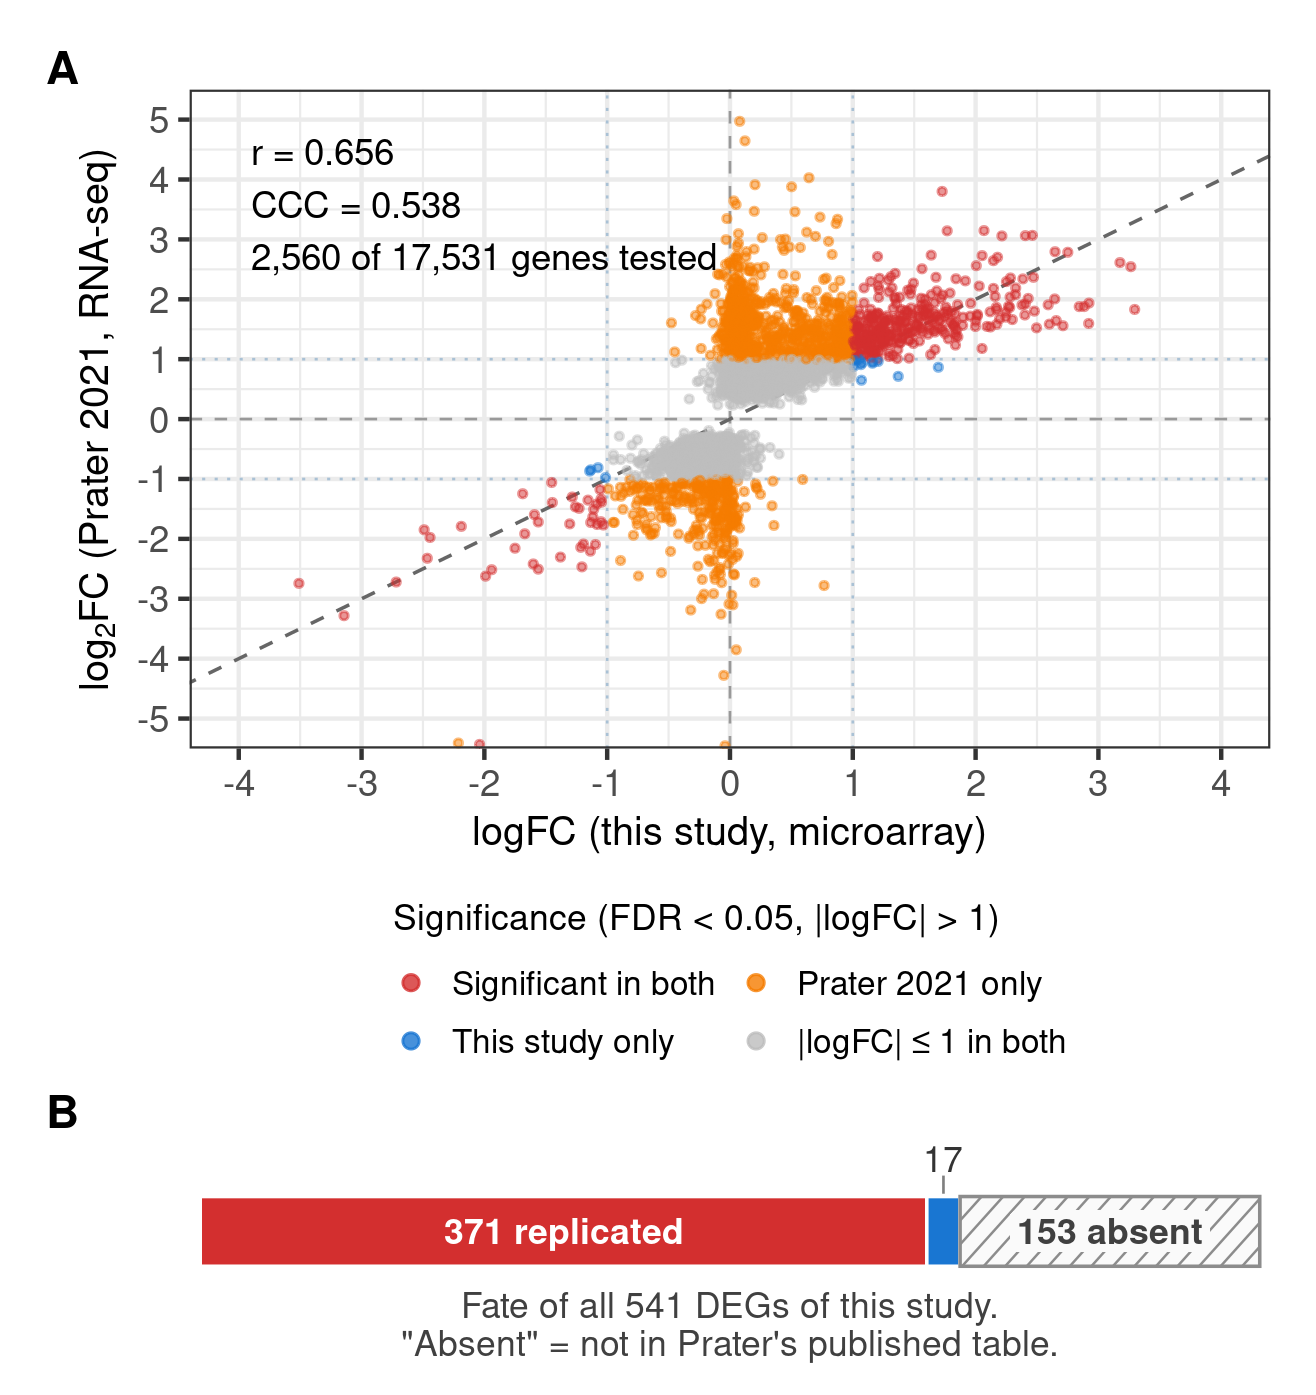 A
r = 0.656
CCC = 0.538
2,560 of 17,531 genes tested
log2FC (Prater 2021, RNA-seq)
5
4
3
2
1
0
-1
-2
-3
-4
-5
-4 -3 -2 -1 0 1 2 3 4
logFC (this study, microarray)
Significance (FDR < 0.05, |logFC| > 1)
Significant in both Prater 2021 only
This study only |logFC| ≤ 1 in both
B
17
371 replicated 153 absent
Fate of all 541 DEGs of this study.
"Absent" = not in Prater's published table.